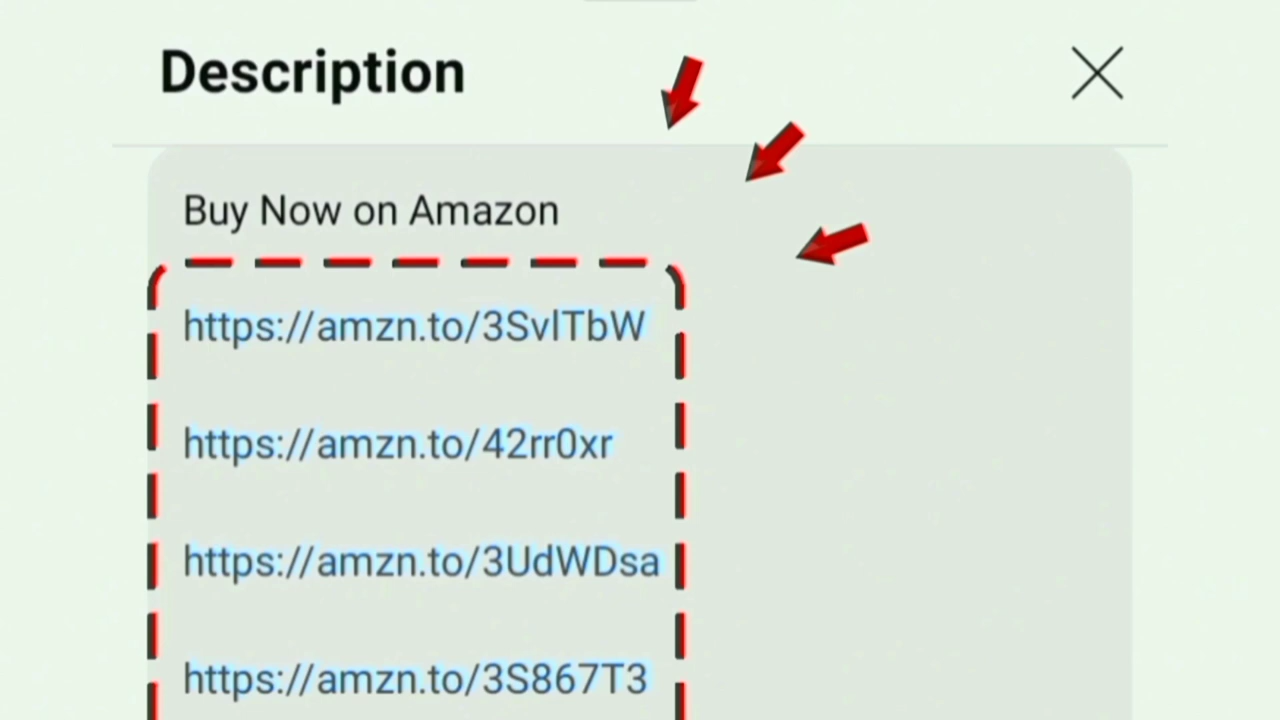 Description
Buy Now on Amazon
https://amzn.to/3SvlTbW
https://amzn.to/42rr0xr
https://amzn.to/3UdWDsa
https://amzn.to/3S867T3